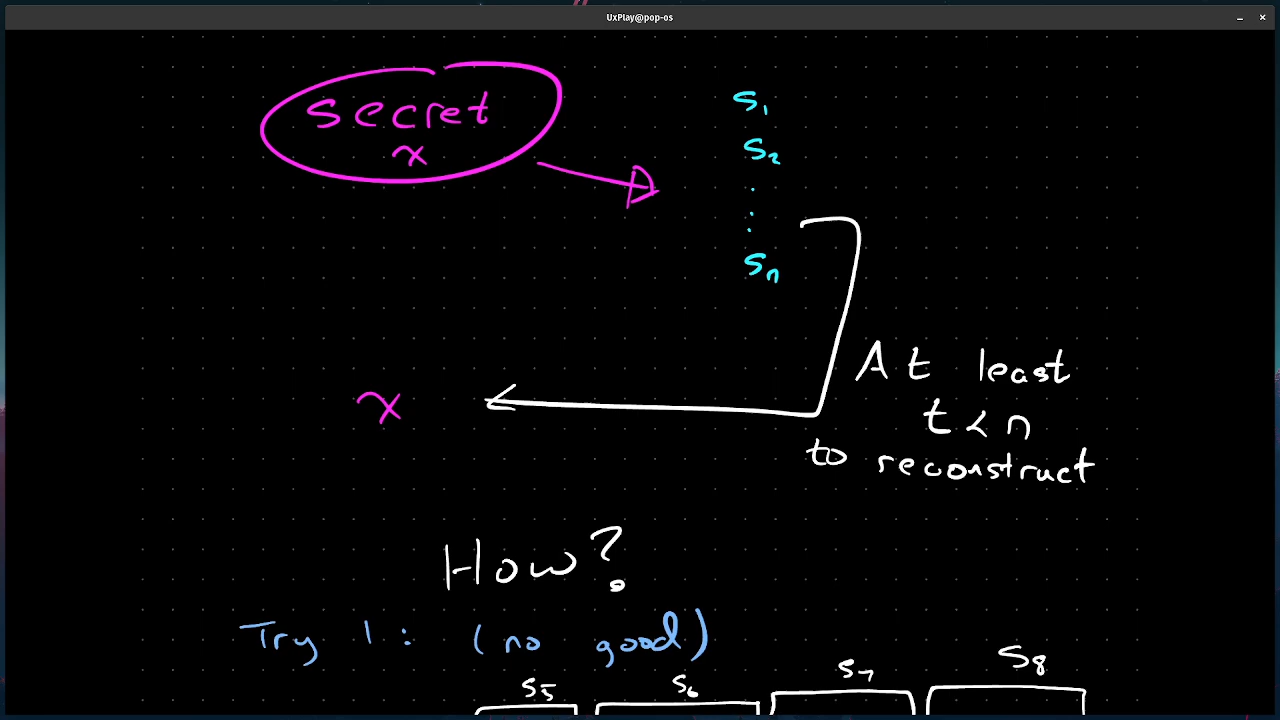 UxPlay@pop-os
secret
x
s1
s2
.
.
.
sn
At least
t < n
to reconstruct
x
How?
Try 1: (no good)
s5 s6 s7 s8